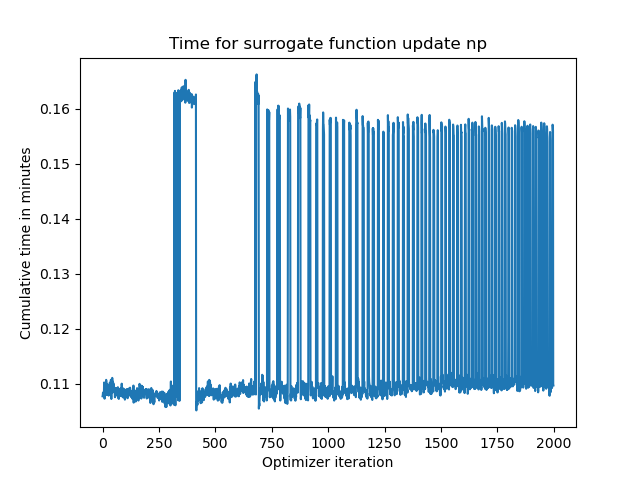 Time for surrogate function update np
Cumulative time in minutes
0.16
0.15
0.14
0.13
0.12
0.11
0 250 500 750 1000 1250 1500 1750 2000
Optimizer iteration